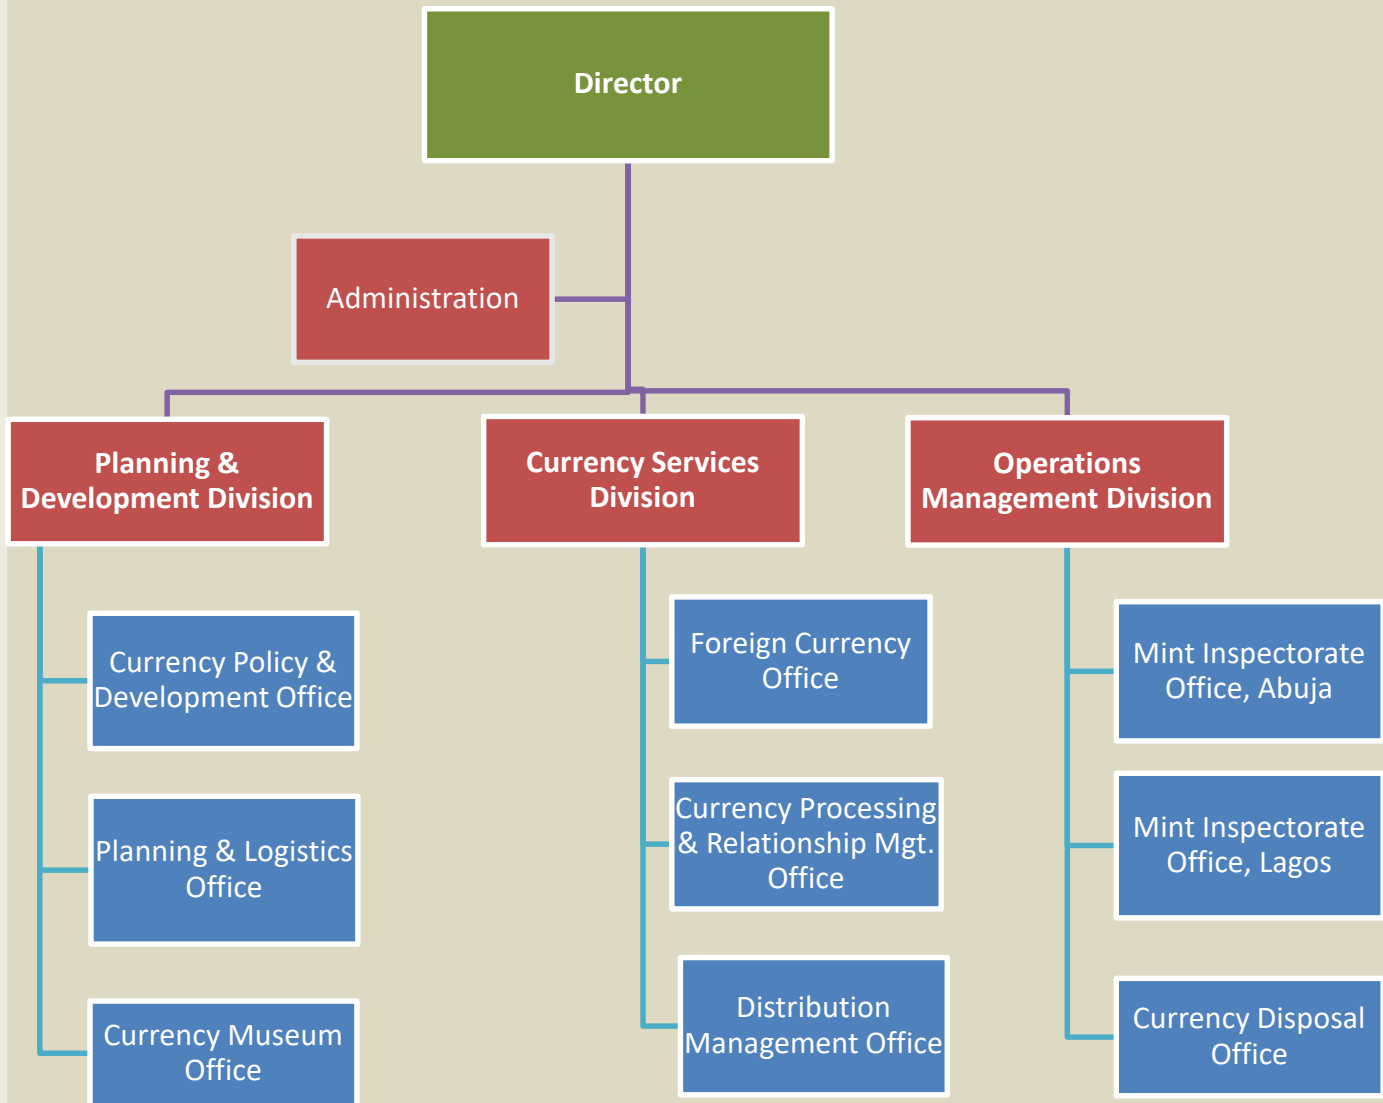 Director
Administration
Planning &
Development Division
Currency Services
Division
Operations
Management Division
Currency Policy &
Development Office
Planning & Logistics
Office
Currency Museum
Office
Foreign Currency
Office
Currency Processing
& Relationship Mgt.
Office
Distribution
Management Office
Mint Inspectorate
Office, Abuja
Mint Inspectorate
Office, Lagos
Currency Disposal
Office